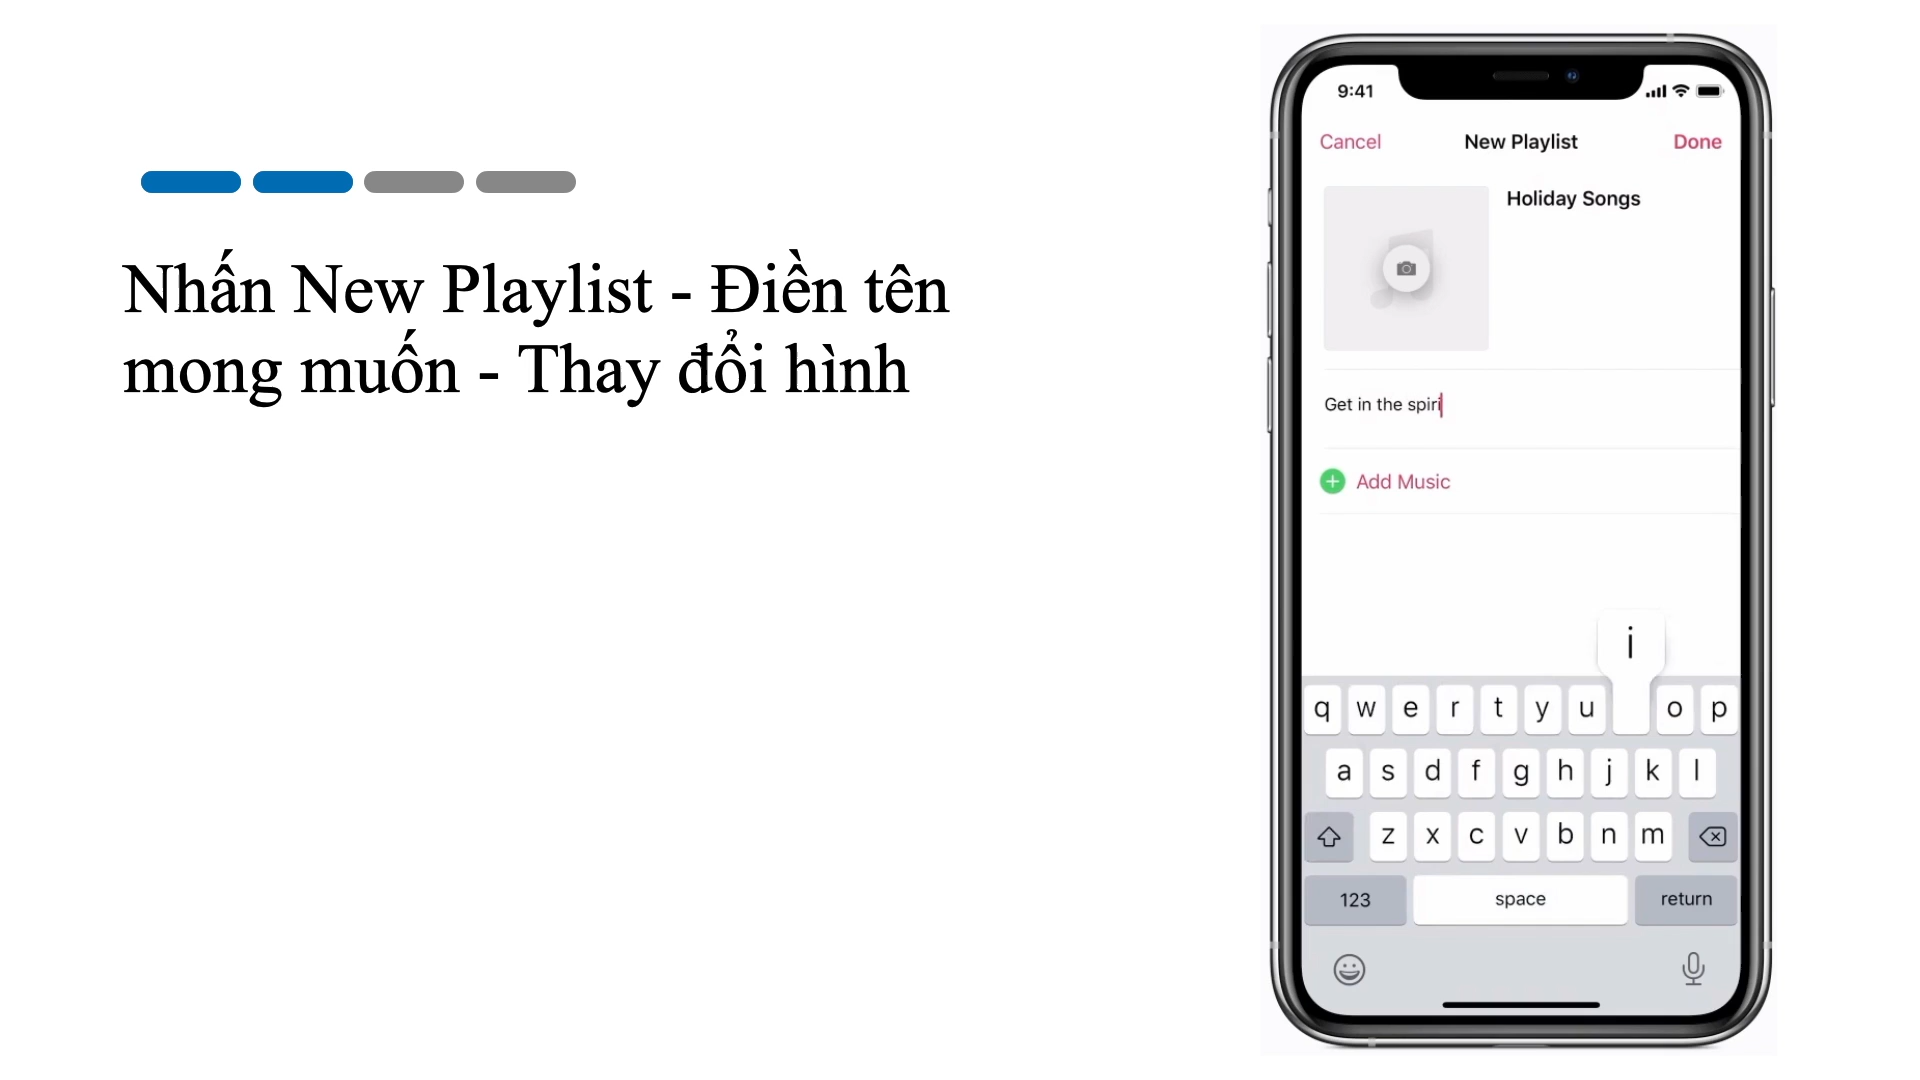 Nhấn New Playlist - Điền tên
mong muốn - Thay đổi hình
9:41
Cancel New Playlist Done
Holiday Songs
Get in the spiri
Add Music
i
q w e r t y u o p
a s d f g h j k l
z x c v b n m
123 space return